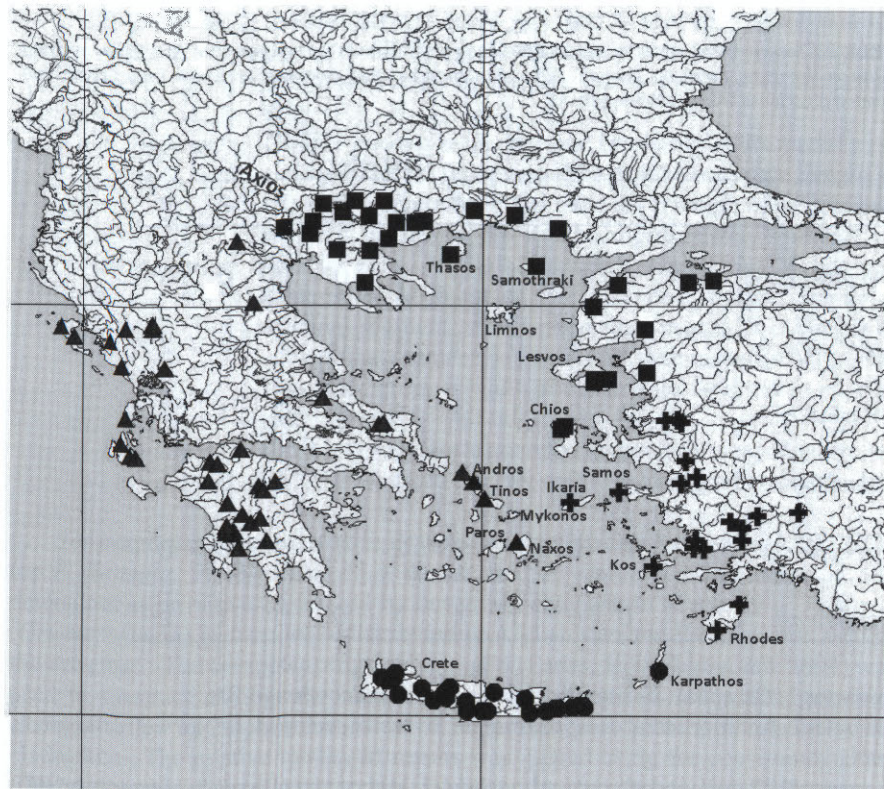 Axios
Thasos
Samothraki
Limnos
Lesvos
Chios
Andros
Samos
Ikaria
Tinos
Mykonos
Paros
Naxos
Kos
Rhodes
Crete
Karpathos